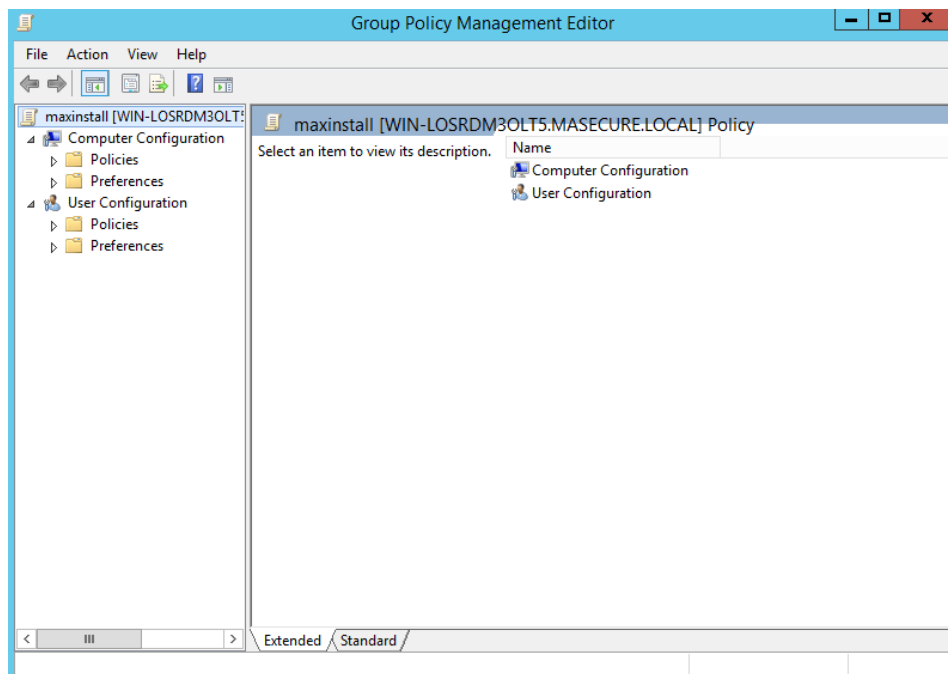 Group Policy Management Editor
File Action View Help
maxinstall [WIN-LOSRDM3OLT5
Computer Configuration
Policies
Preferences
User Configuration
Policies
Preferences
maxinstall [WIN-LOSRDM3OLT5.MASECURE.LOCAL] Policy
Select an item to view its description.
Name
Computer Configuration
User Configuration
Extended Standard